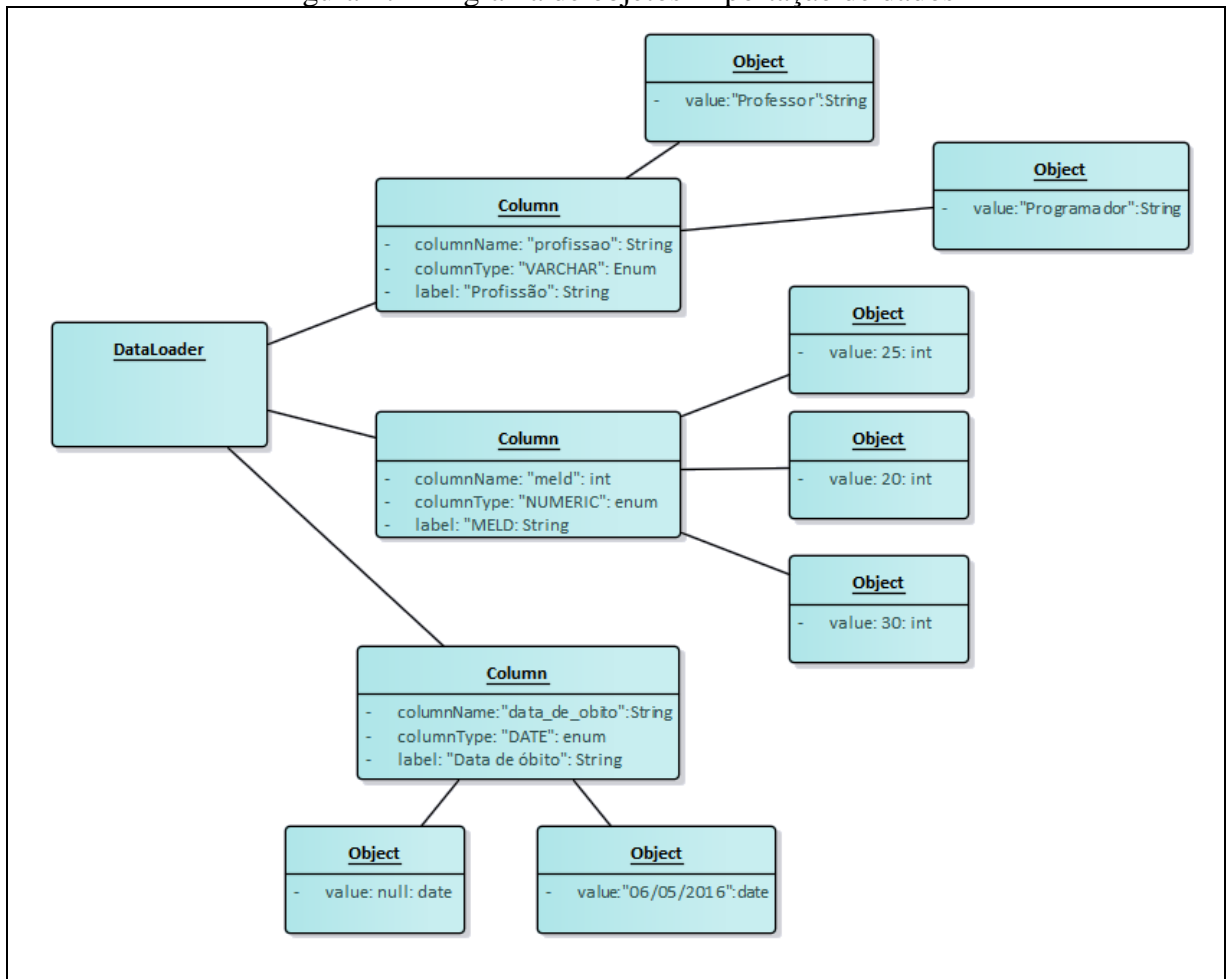 Object
- value:"Professor":String
Object
- value:"Programador":String
Column
- columnName: "profissao": String
- columnType: "VARCHAR": Enum
- label: "Profissão": String
DataLoader
Object
- value: 25: int
Column
- columnName: "meld": int
- columnType: "NUMERIC": enum
- label: "MELD: String
Object
- value: 20: int
Object
- value: 30: int
Column
- columnName:"data_de_obito":String
- columnType: "DATE": enum
- label: "Data de óbito": String
Object
- value: null: date
Object
- value:"06/05/2016":date